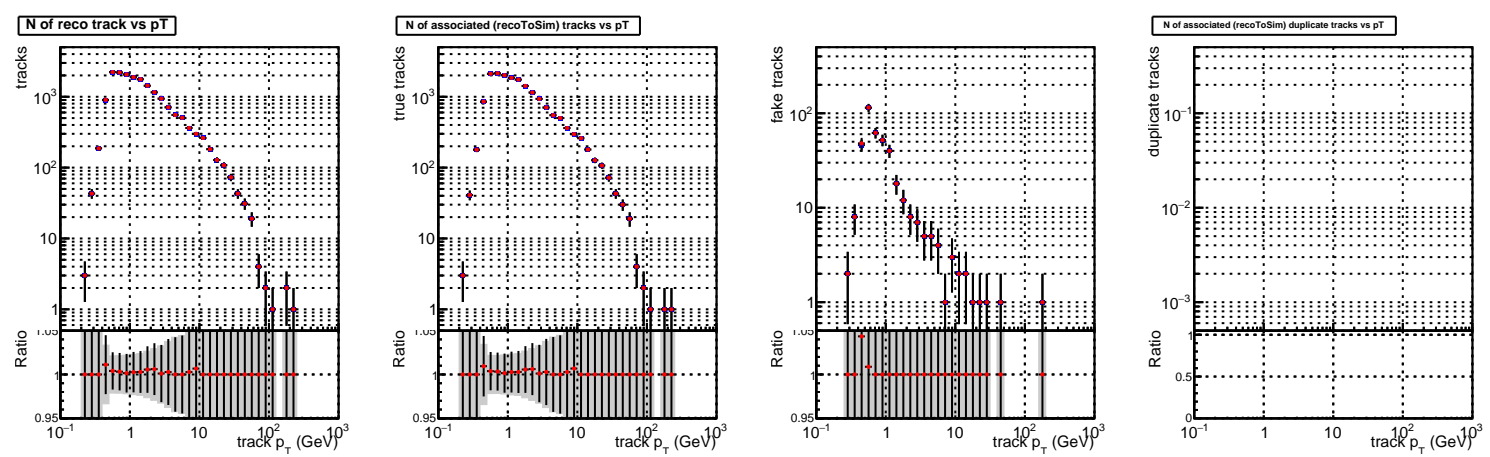 N of reco track vs pT
N of associated (recoToSim) tracks vs pT
N of associated (recoToSim) duplicate tracks vs pT
tracks
10³
10²
10
1
Ratio
1.05
1
0.95
10⁻¹ 1 10 10² 10³
track p_T (GeV)
true tracks
10³
10²
10
1
Ratio
1.05
1
0.95
10⁻¹ 1 10 10² 10³
track p_T (GeV)
fake tracks
10²
10
1
Ratio
1.05
1
0.95
10⁻¹ 1 10 10² 10³
track p_T (GeV)
duplicate tracks
10⁻¹
10⁻²
10⁻³
Ratio
1
0.5
0
10⁻¹ 1 10 10² 10³
track p_T (GeV)